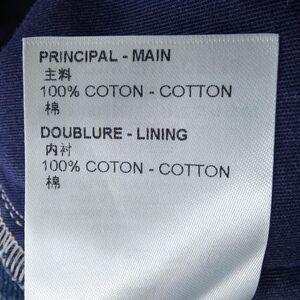 PRINCIPAL - MAIN
主料
100% COTON - COTTON
棉
DOUBLURE - LINING
内衬
100% COTON - COTTON
棉